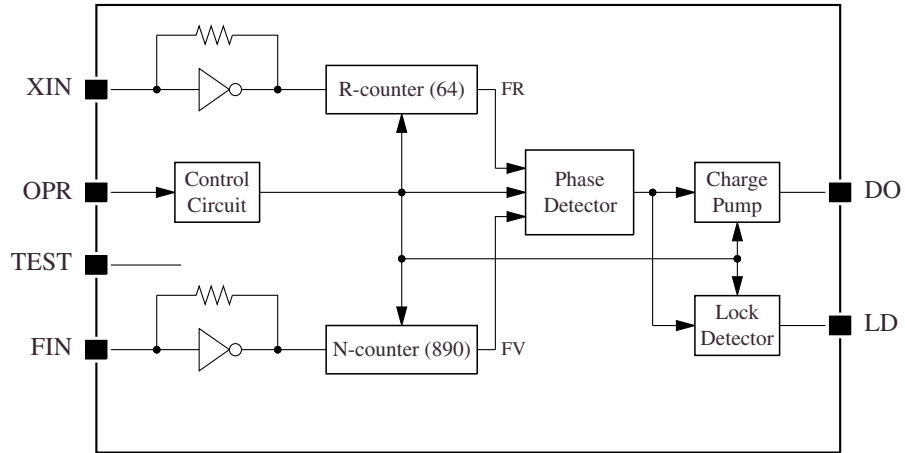 XIN
R-counter (64)
FR
OPR
Control
Circuit
Phase
Detector
Charge
Pump
DO
TEST
FIN
N-counter (890)
FV
Lock
Detector
LD